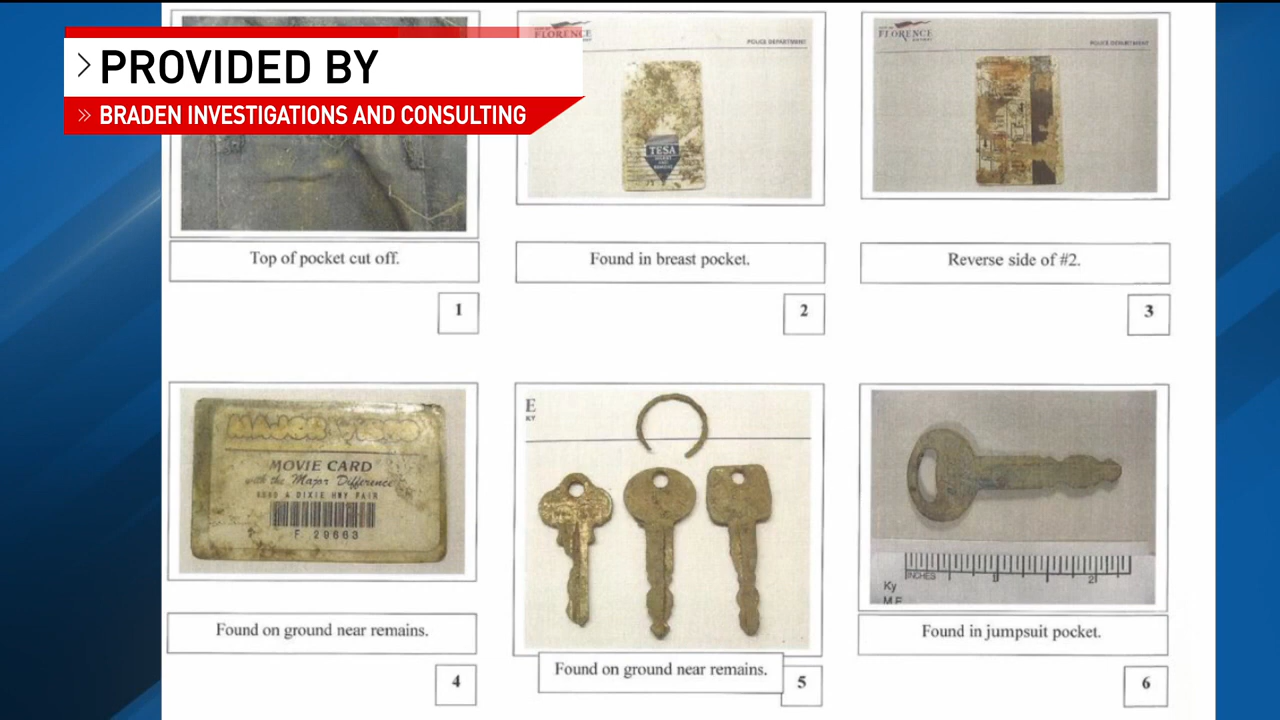 PROVIDED BY
BRADEN INVESTIGATIONS AND CONSULTING
FLORENCE
POLICE DEPARTMENT
FLORENCE
POLICE DEPARTMENT
TESA
Top of pocket cut off.
Found in breast pocket.
Reverse side of #2.
1
2
3
MOVIE CARD
with the Major Difference
DIXIE HWY
F 29663
E
KY
INCHES
1
2
Ky
M E
Found on ground near remains.
Found on ground near remains.
Found in jumpsuit pocket.
4
5
6